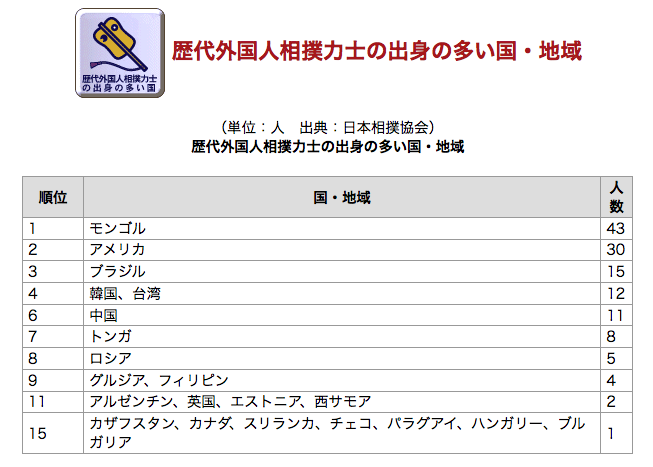 歴代外国人相撲力士
の出身の多い国
歴代外国人相撲力士の出身の多い国・地域
（単位：人　出典：日本相撲協会）
歴代外国人相撲力士の出身の多い国・地域
順位 国・地域 人数
1 モンゴル 43
2 アメリカ 30
3 ブラジル 15
4 韓国、台湾 12
6 中国 11
7 トンガ 8
8 ロシア 5
9 グルジア、フィリピン 4
11 アルゼンチン、英国、エストニア、西サモア 2
15 カザフスタン、カナダ、スリランカ、チェコ、パラグアイ、ハンガリー、ブル
ガリア 1